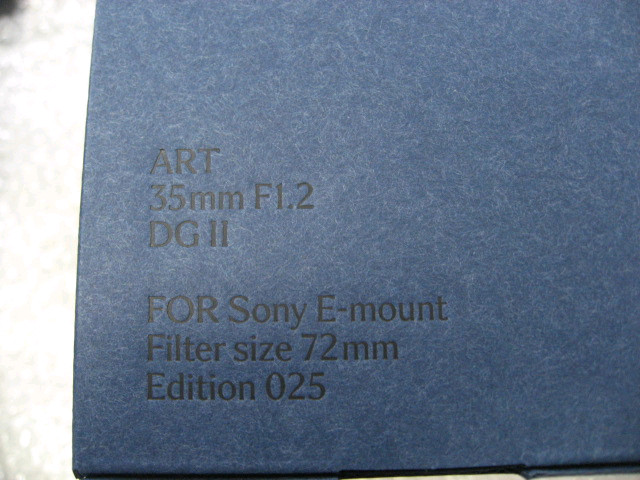 ART
35mm F1.2
DG II
FOR Sony E-mount
Filter size 72mm
Edition 025